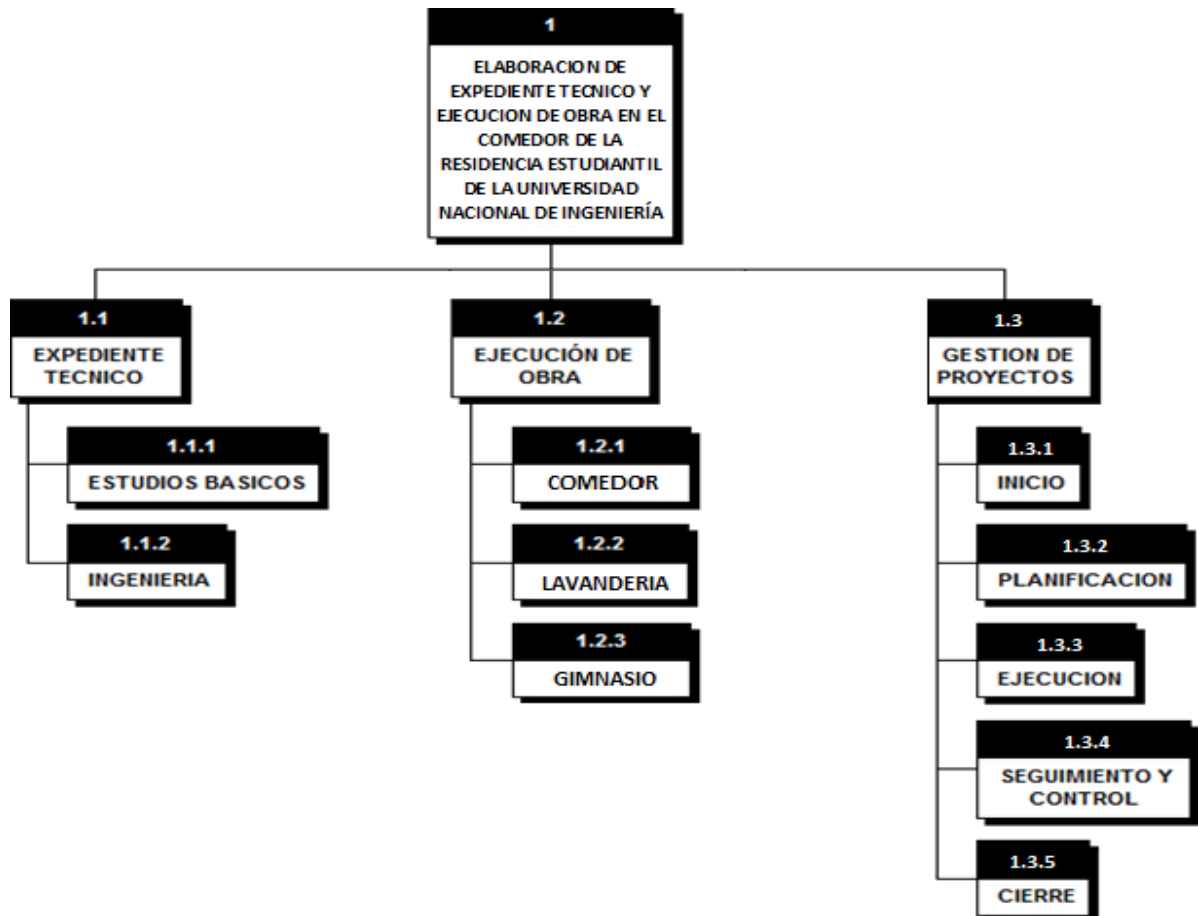 1
ELABORACION DE
EXPEDIENTE TECNICO Y
EJECUCION DE OBRA EN EL
COMEDOR DE LA
RESIDENCIA ESTUDIANTIL
DE LA UNIVERSIDAD
NACIONAL DE INGENIERÍA
1.1
EXPEDIENTE
TECNICO
1.1.1
ESTUDIOS BASICOS
1.1.2
INGENIERIA
1.2
EJECUCIÓN DE
OBRA
1.2.1
COMEDOR
1.2.2
LAVANDERIA
1.2.3
GIMNASIO
1.3
GESTION DE
PROYECTOS
1.3.1
INICIO
1.3.2
PLANIFICACION
1.3.3
EJECUCION
1.3.4
SEGUIMIENTO Y
CONTROL
1.3.5
CIERRE